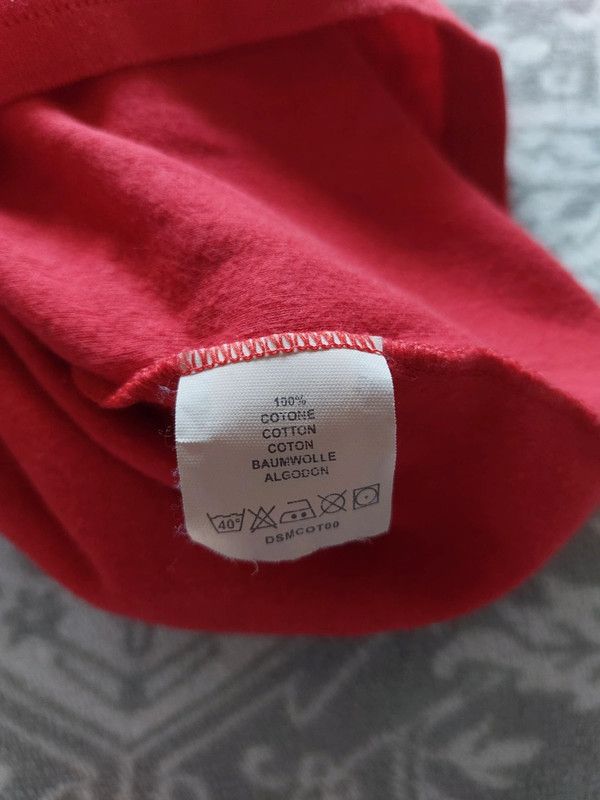 100%
COTONE
COTTON
COTON
BAUMWOLLE
ALGODON
40°
DSMCOT00